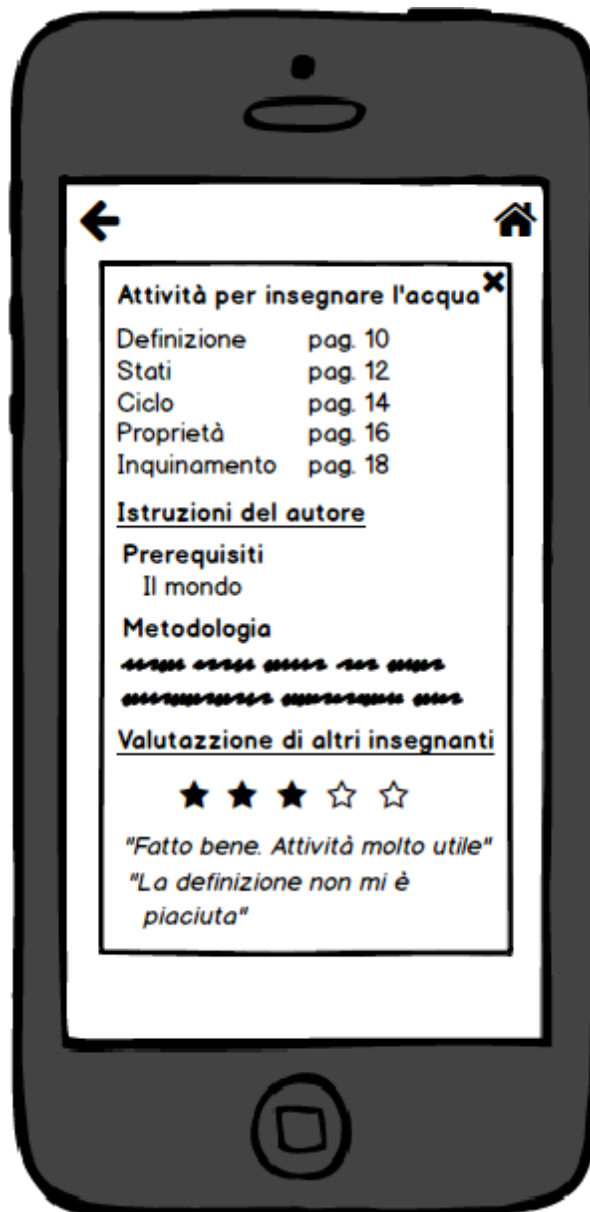 Attività per insegnare l'acqua
Definizione pag. 10
Stati pag. 12
Ciclo pag. 14
Proprietà pag. 16
Inquinamento pag. 18
Istruzioni del autore
Prerequisiti
Il mondo
Metodologia
Valutazzione di altri insegnanti
"Fatto bene. Attività molto utile"
"La definizione non mi è
piaciuta"